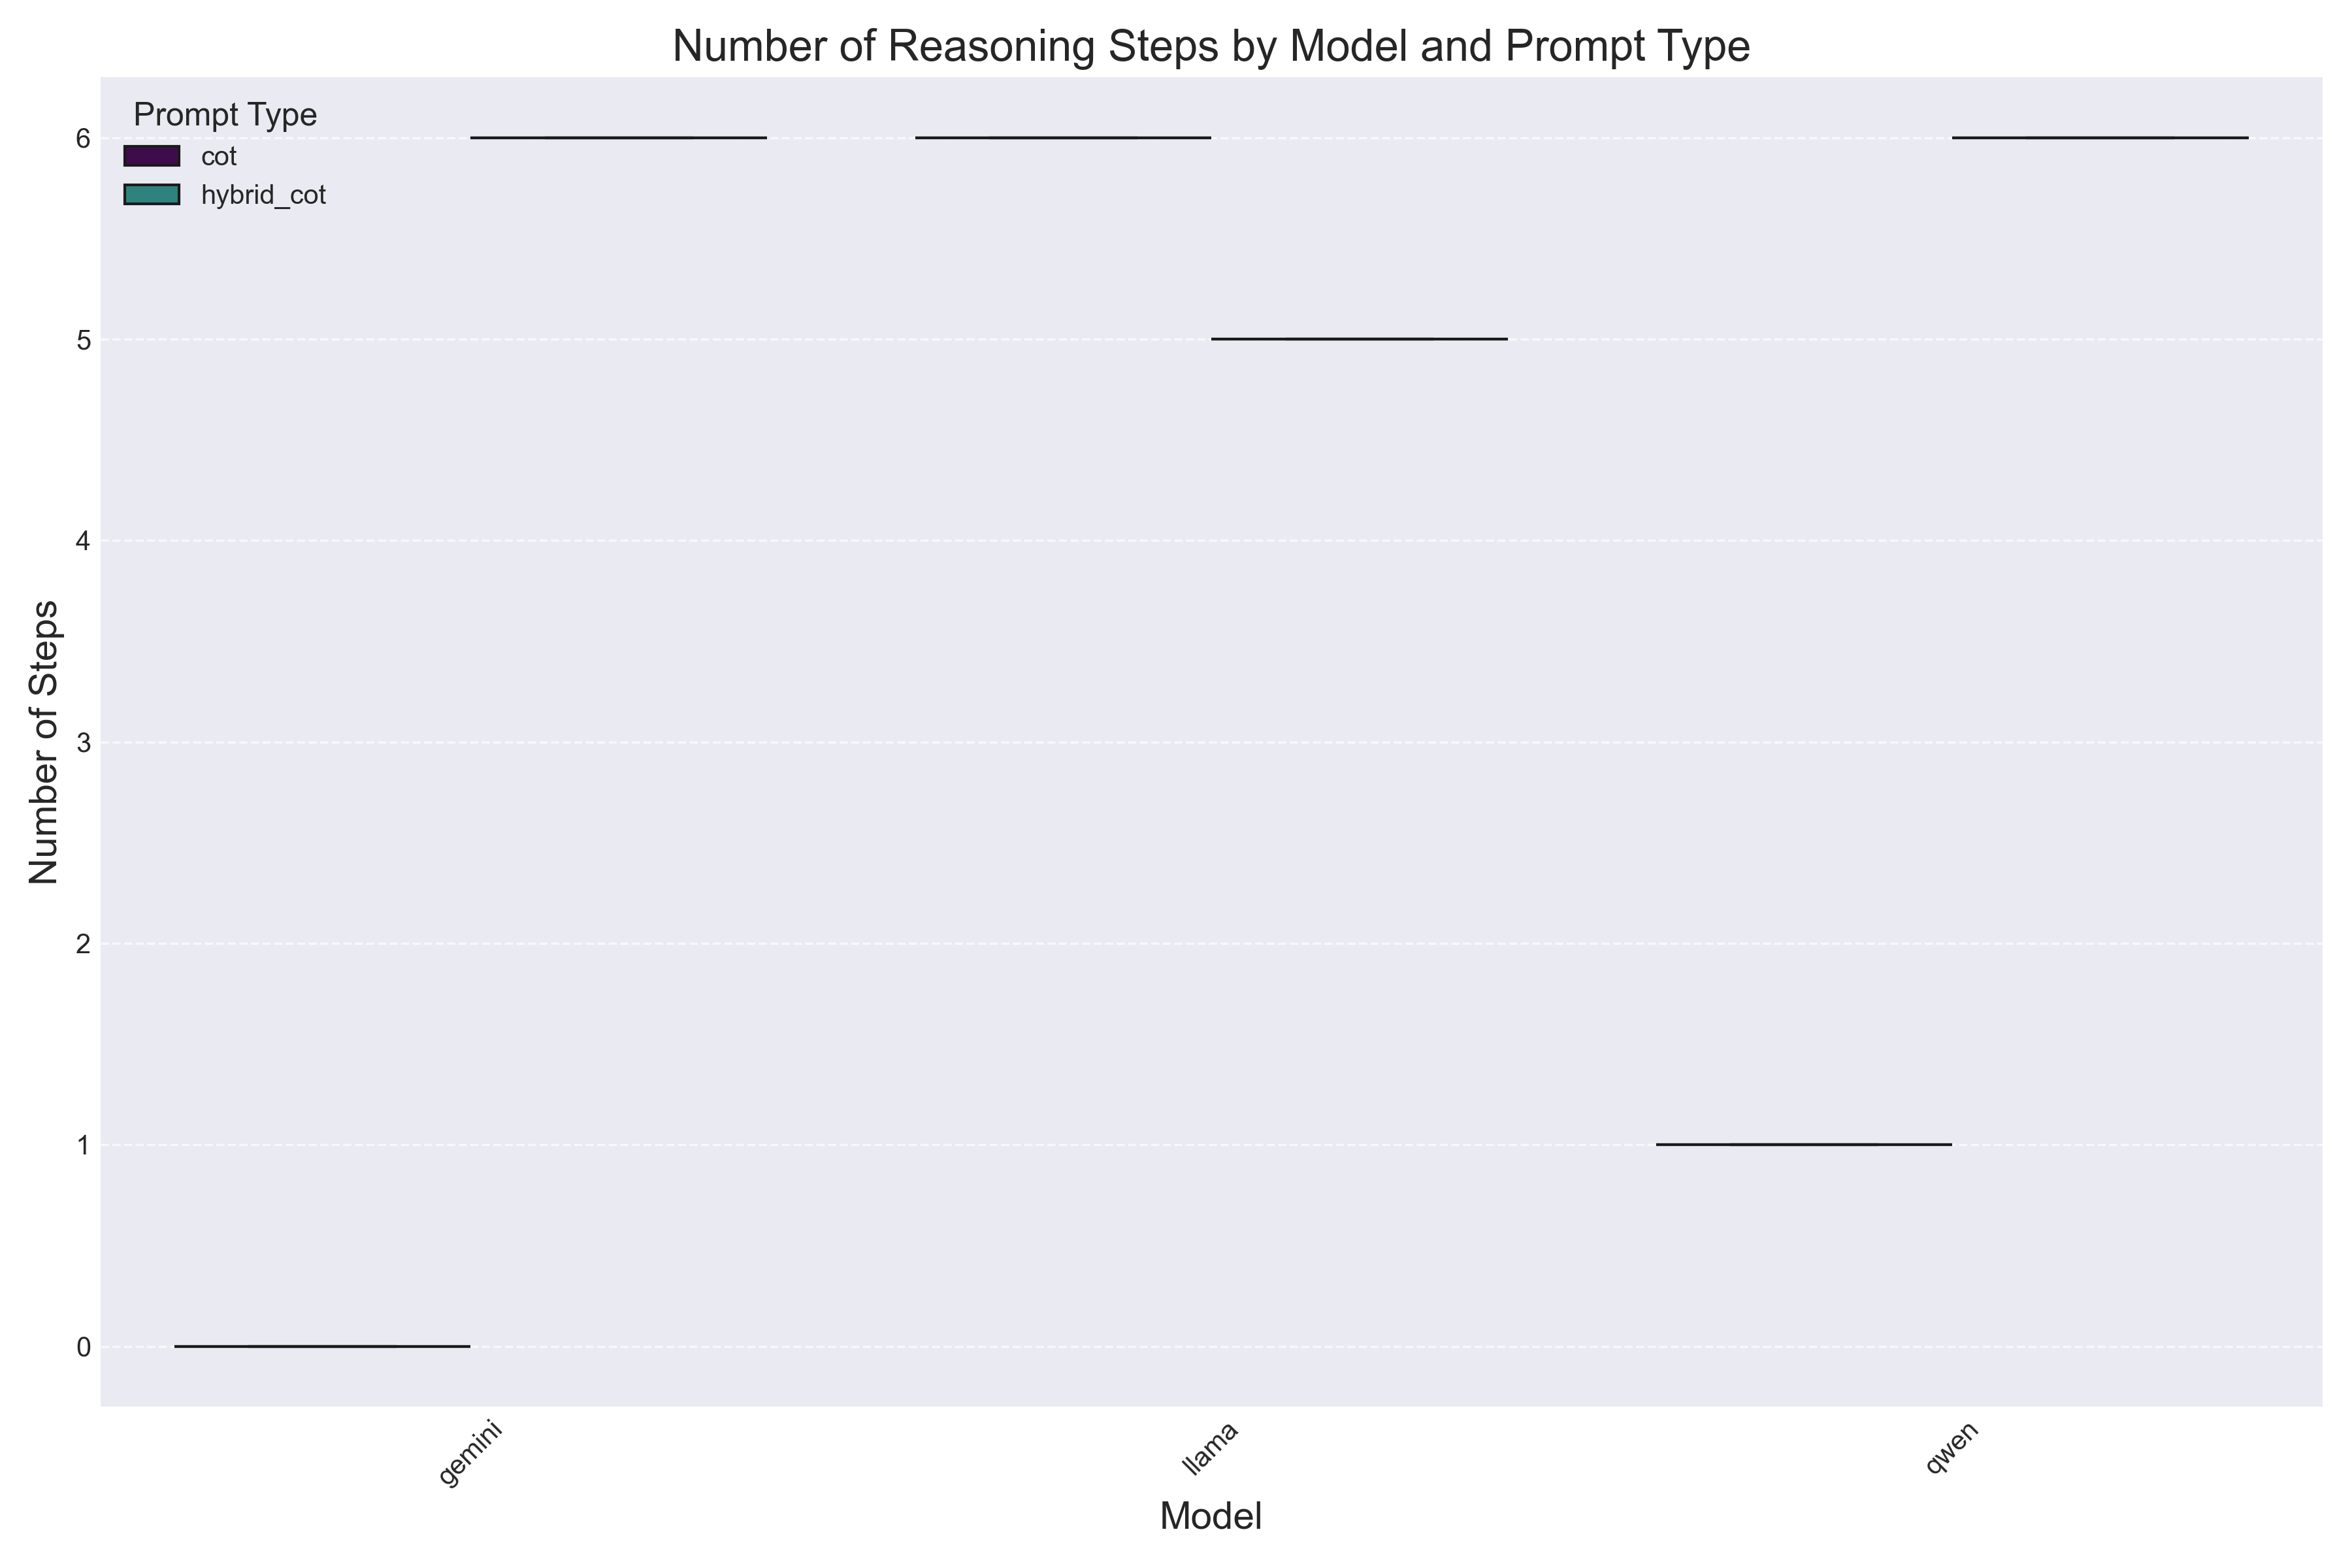 Number of Reasoning Steps by Model and Prompt Type
Prompt Type
cot
hybrid_cot
Number of Steps
6
5
4
3
2
1
0
gemini
llama
qwen
Model